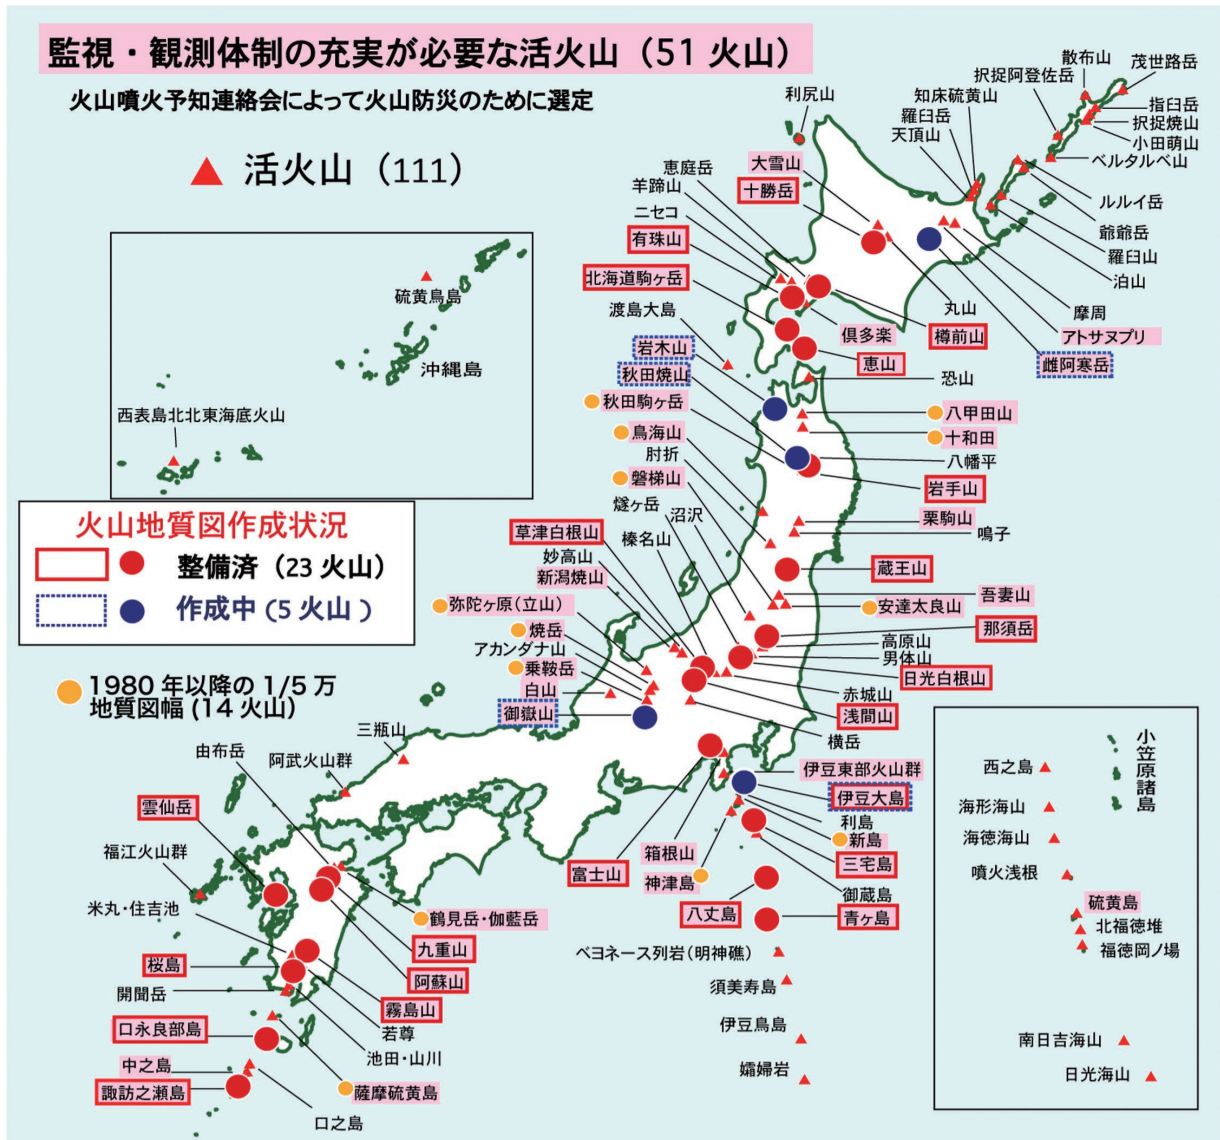 監視・観測体制の充実が必要な活火山（51 火山）
火山噴火予知連絡会によって火山防災のために選定
活火山（111）
散布山
茂世路岳
択捉阿登佐岳
指臼岳
知床硫黄山
択捉焼山
羅臼岳
小田萌山
天頂山
ベルタルベ山
利尻山
大雪山
十勝岳
恵庭岳
羊蹄山
ニセコ
有珠山
北海道駒ヶ岳
渡島大島
ルルイ岳
爺爺岳
羅臼山
泊山
丸山
摩周
倶多楽
樽前山
アトサヌプリ
恵山
雌阿寒岳
硫黄鳥島
沖縄島
西表島北北東海底火山
火山地質図作成状況
整備済（23 火山）
作成中 (5 火山 )
1980 年以降の 1/5 万
地質図幅 (14 火山)
岩木山
秋田焼山
秋田駒ヶ岳
鳥海山
肘折
磐梯山
燧ヶ岳
沼沢
草津白根山
榛名山
妙高山
新潟焼山
弥陀ヶ原（立山）
焼岳
アカンダナ山
乗鞍岳
白山
御嶽山
恐山
八甲田山
十和田
八幡平
岩手山
栗駒山
鳴子
蔵王山
吾妻山
安達太良山
那須岳
高原山
男体山
日光白根山
赤城山
浅間山
横岳
伊豆東部火山群
伊豆大島
利島
新島
三宅島
御蔵島
青ヶ島
三瓶山
由布岳
阿武火山群
雲仙岳
福江火山群
米丸・住吉池
桜島
開聞岳
口永良部島
中之島
諏訪之瀬島
箱根山
富士山
神津島
八丈島
鶴見岳・伽藍岳
九重山
阿蘇山
霧島山
若尊
池田・山川
薩摩硫黄島
口之島
ベヨネース列岩（明神礁）
須美寿島
伊豆鳥島
孀婦岩
小笠原諸島
西之島
海形海山
海徳海山
噴火浅根
硫黄島
北福徳堆
福徳岡ノ場
南日吉海山
日光海山